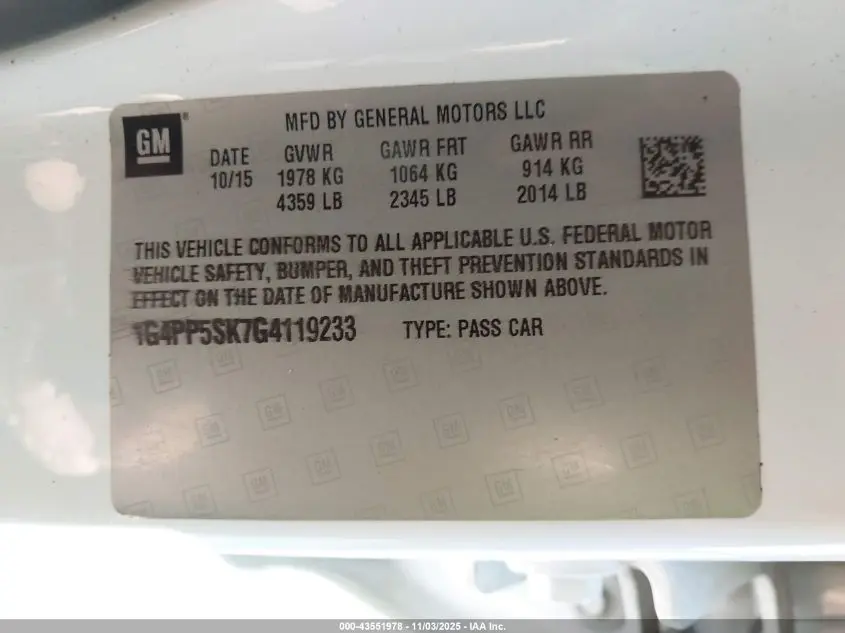 GM®
MFD BY GENERAL MOTORS LLC
DATE GVWR GAWR FRT GAWR RR
10/15 1978 KG 1064 KG 914 KG
4359 LB 2345 LB 2014 LB
THIS VEHICLE CONFORMS TO ALL APPLICABLE U.S. FEDERAL MOTOR
VEHICLE SAFETY, BUMPER, AND THEFT PREVENTION STANDARDS IN
EFFECT ON THE DATE OF MANUFACTURE SHOWN ABOVE.
1G4PP5SK7G4119233 TYPE: PASS CAR
000-43551978 - 11/03/2025 - IAA Inc.